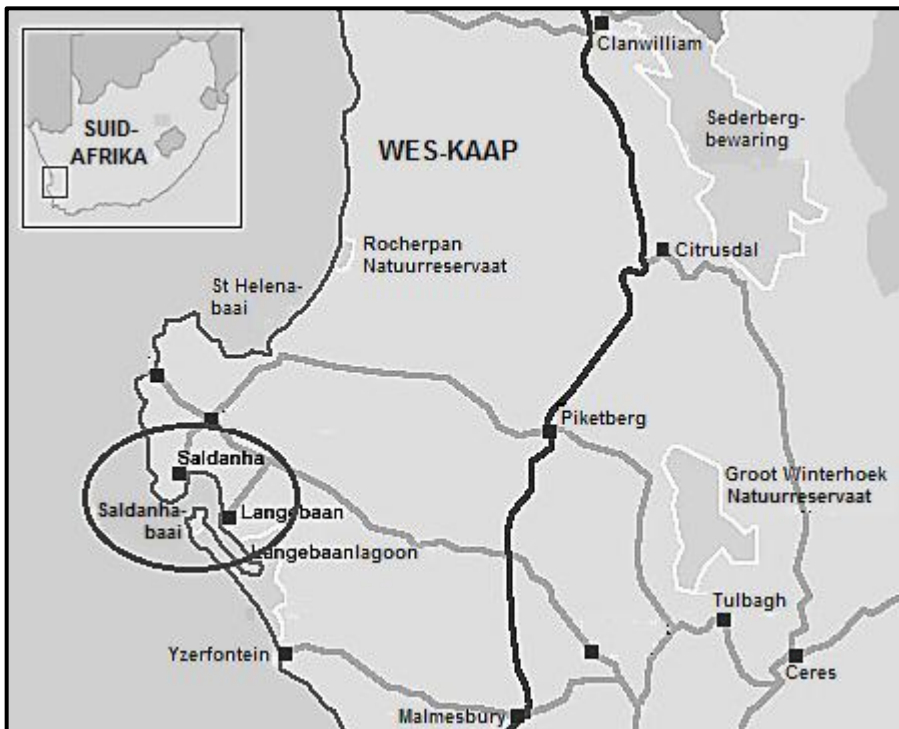 Clanwilliam
SUID-
AFRIKA
Sederberg-
bewaring
WES-KAAP
Rocherpan
Natuurreservaat
Citrusdal
St Helena-
baai
Piketberg
Saldanha
Groot Winterhoek
Natuurreservaat
Saldanha-
baai
Langebaan
Langebaanlagoon
Tulbagh
Yzerfontein
Ceres
Malmesbury